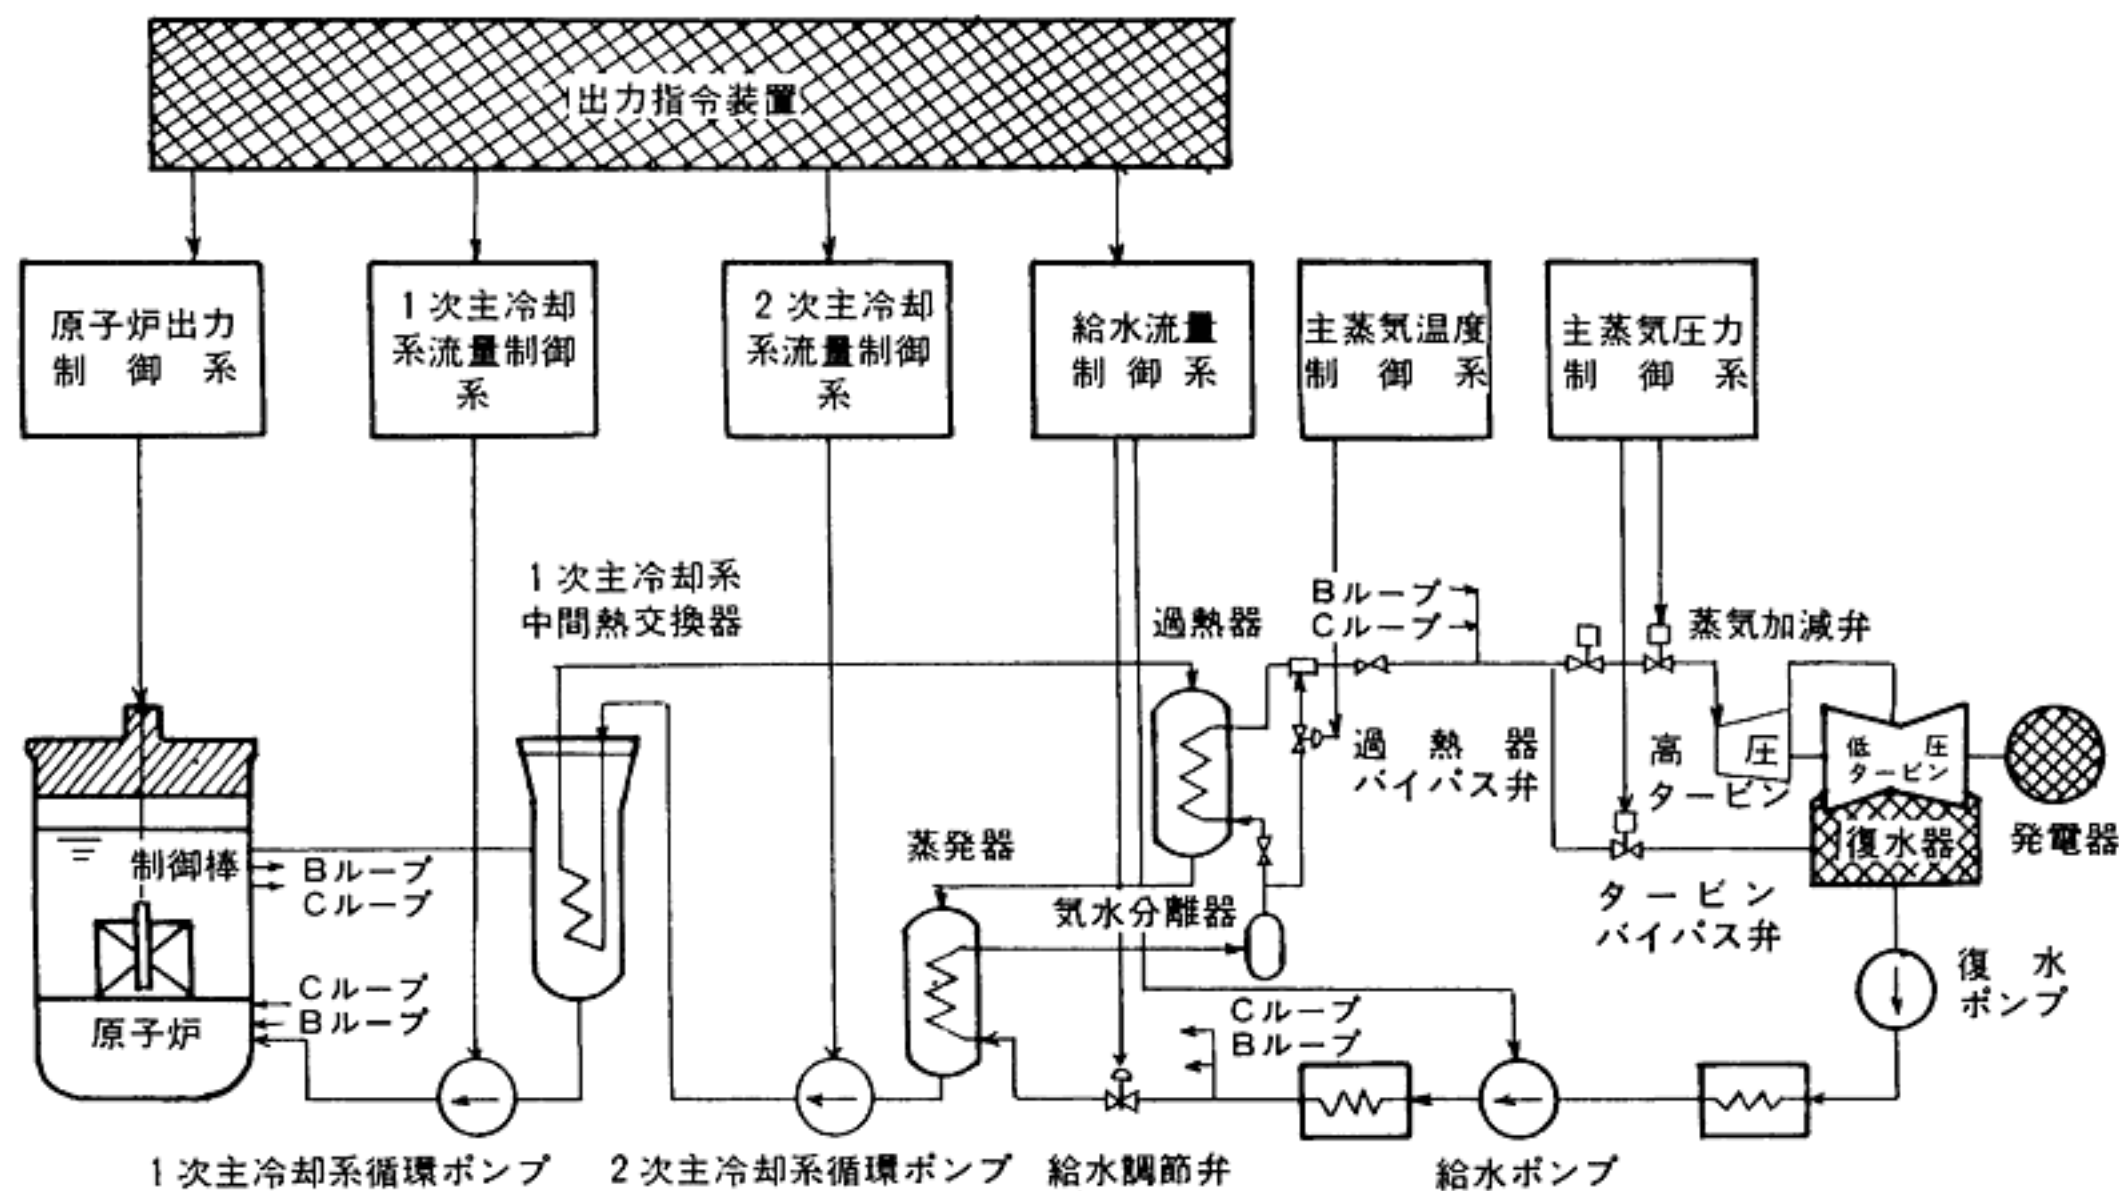 出力指令装置
原子炉出力
制御系
1次主冷却
系流量制御
系
2次主冷却
系流量制御
系
給水流量
制御系
主蒸気温度
制御系
主蒸気圧力
制御系
1次主冷却系
中間熱交換器
過熱器
Bループ
Cループ
蒸気加減弁
過熱器
バイパス弁
高圧
タービン
低圧
タービン
復水器
発電器
制御棒
Bループ
Cループ
蒸発器
気水分離器
タービン
バイパス弁
復水
ポンプ
Cループ
Bループ
原子炉
Cループ
Bループ
1次主冷却系循環ポンプ
2次主冷却系循環ポンプ
給水調節弁
給水ポンプ